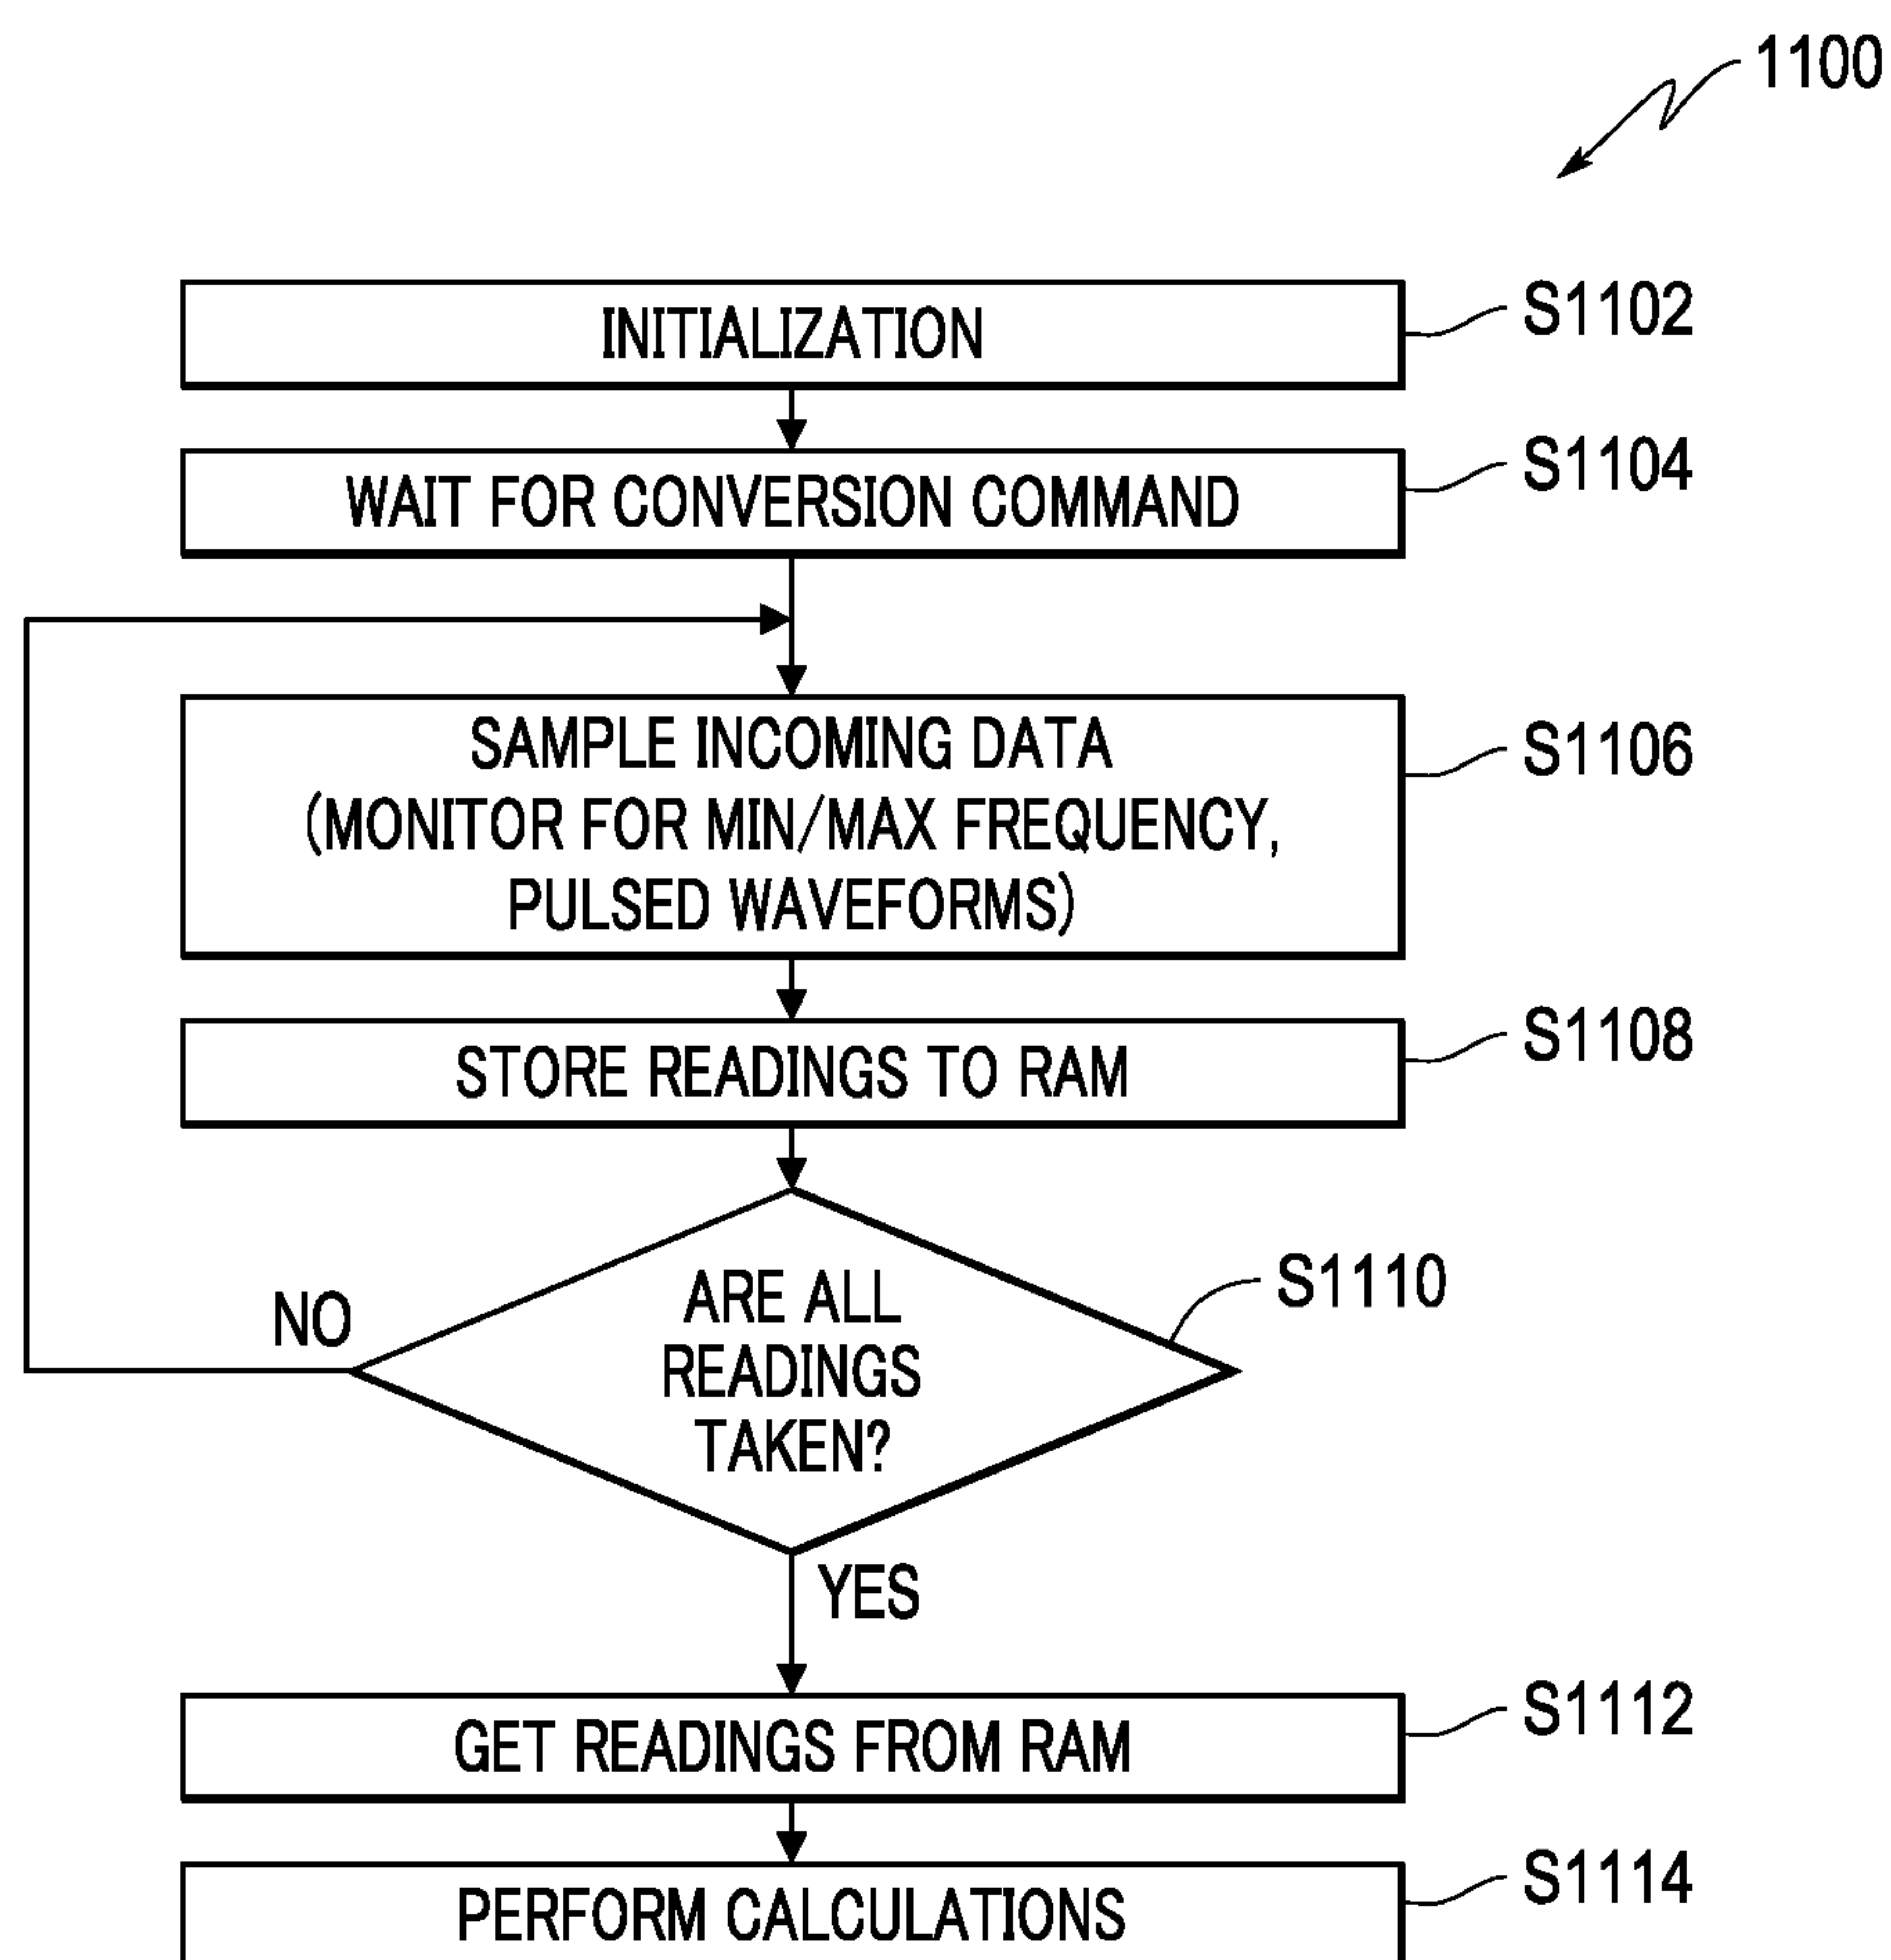 1100
INITIALIZATION
S1102
WAIT FOR CONVERSION COMMAND
S1104
SAMPLE INCOMING DATA
(MONITOR FOR MIN/MAX FREQUENCY,
PULSED WAVEFORMS)
S1106
STORE READINGS TO RAM
S1108
ARE ALL
READINGS
TAKEN?
S1110
NO
YES
GET READINGS FROM RAM
S1112
PERFORM CALCULATIONS
S1114